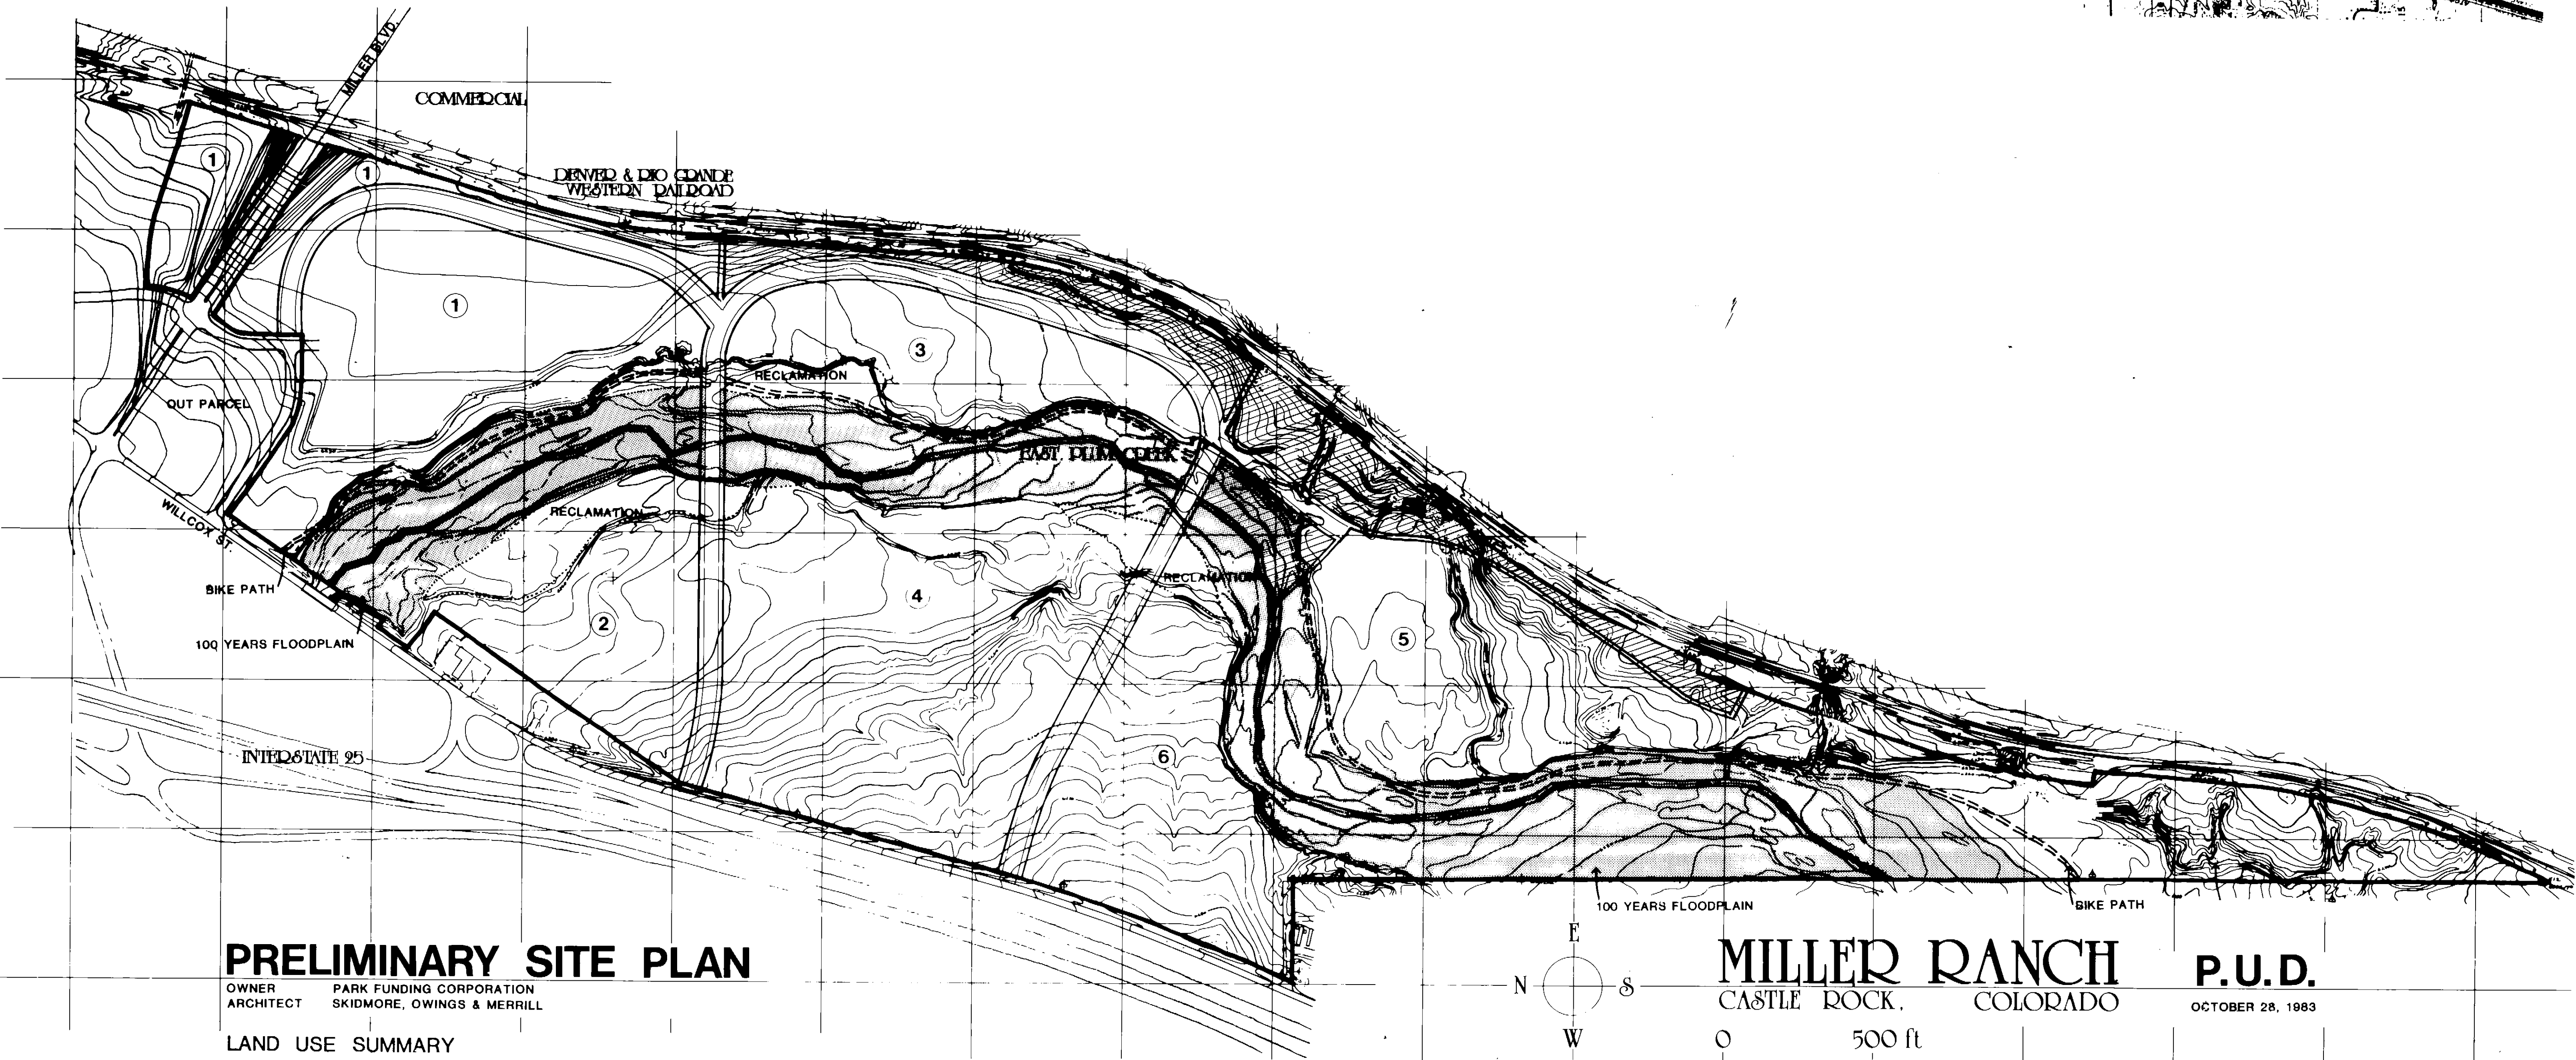 MILLER BLVD.
COMMERCIAL
DENVER & RIO GRANDE
WESTERN RAILROAD
1
1
1
3
RECLAMATION
OUT PARCEL
EAST PLUM CREEK
WILLCOX ST.
RECLAMATION
RECLAMATION
BIKE PATH
4
2
5
100 YEARS FLOODPLAIN
INTERSTATE 25
6
100 YEARS FLOODPLAIN
BIKE PATH
PRELIMINARY SITE PLAN
OWNER PARK FUNDING CORPORATION
ARCHITECT SKIDMORE, OWINGS & MERRILL
LAND USE SUMMARY
E
N S
W
MILLER RANCH P.U.D.
CASTLE ROCK, COLORADO
OCTOBER 28, 1983
0 500 ft